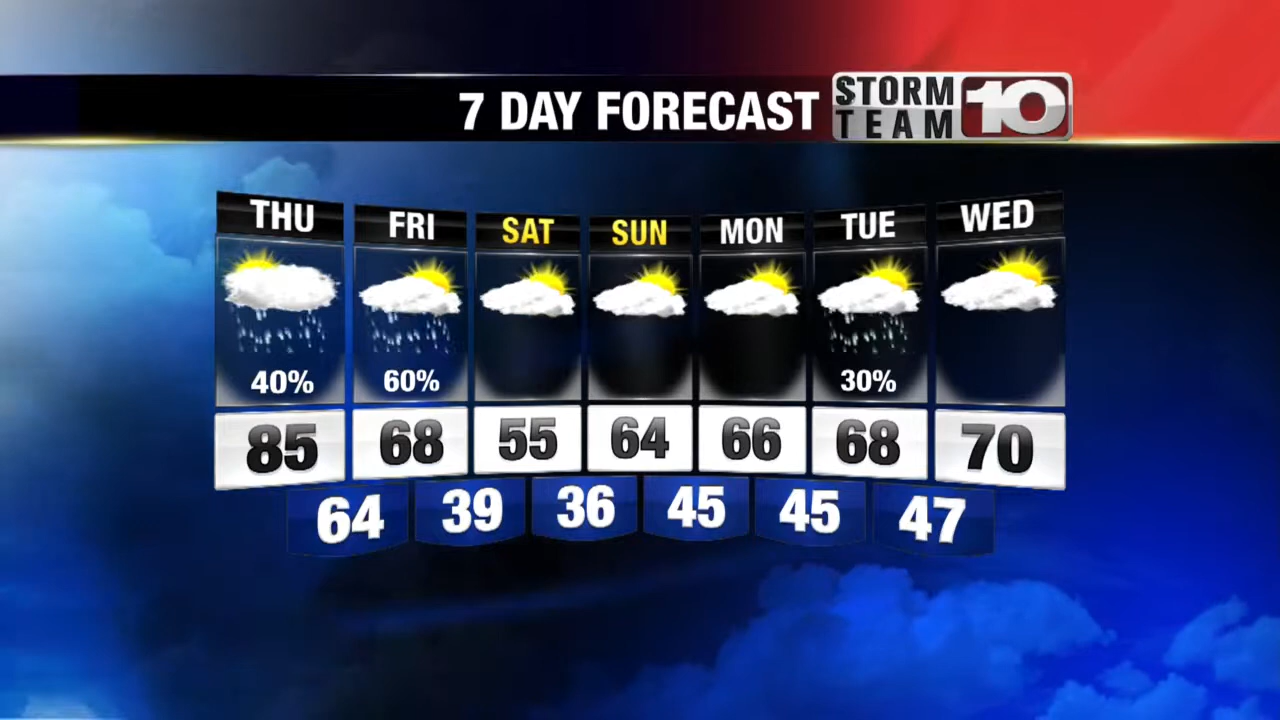 7 DAY FORECAST STORM TEAM 10
THU FRI SAT SUN MON TUE WED
40% 60% 30%
85 68 55 64 66 68 70
64 39 36 45 45 47